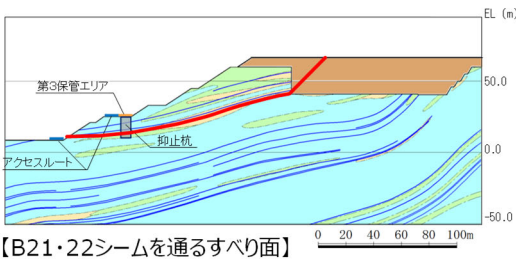 EL (m)
50.0
第3保管エリア
抑止杭
アクセスルート
0.0
-50.0
【B21・22シームを通るすべり面】
0 20 40 60 80 100m